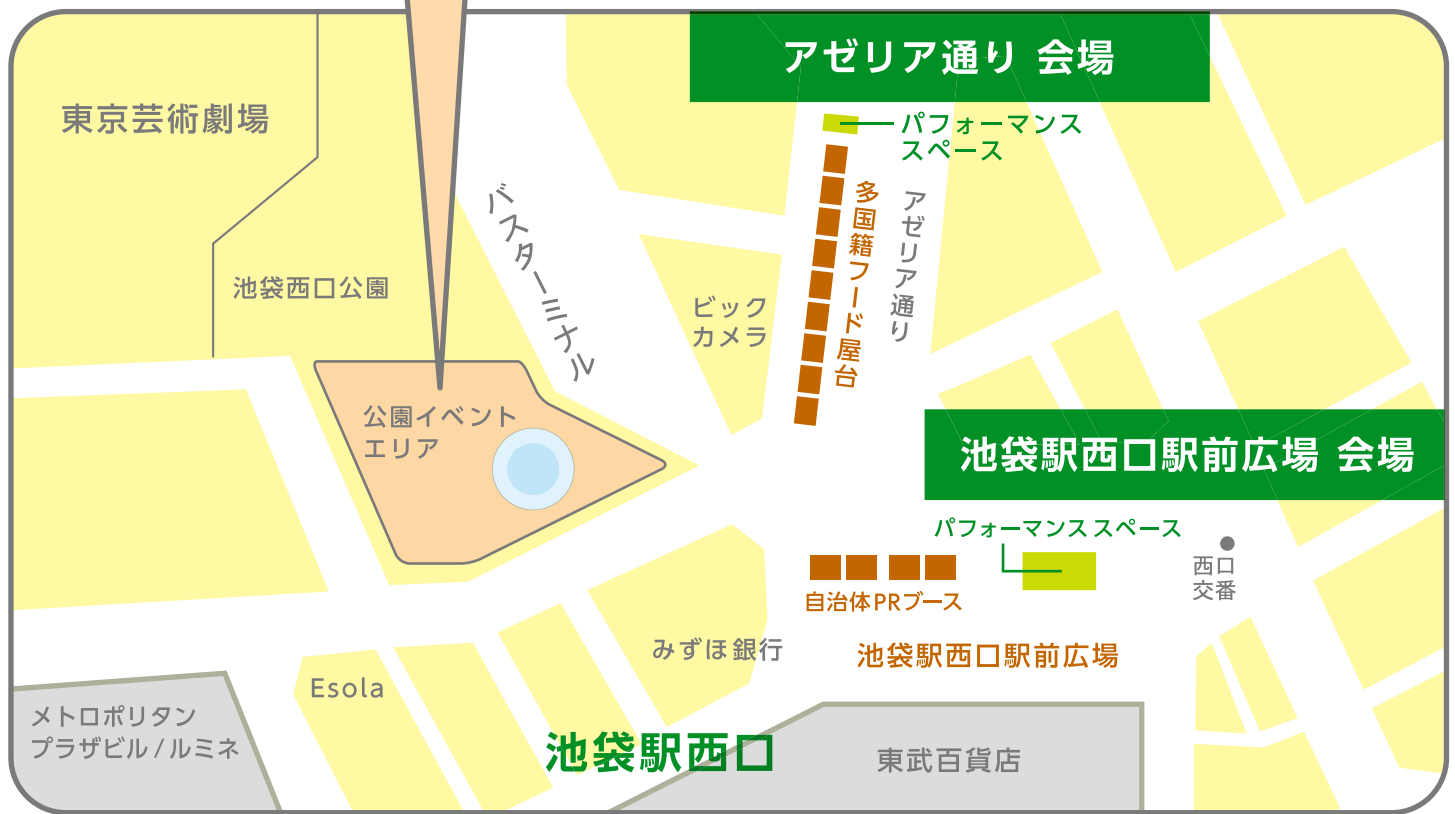 アゼリア通り 会場
東京芸術劇場
パフォーマンス
スペース
バスターミナル
多国籍フード屋台
アゼリア通り
池袋西口公園
ビック
カメラ
公園イベント
エリア
池袋駅西口駅前広場 会場
パフォーマンススペース
西口
交番
自治体PRブース
みずほ銀行
池袋駅西口駅前広場
Esola
メトロポリタン
プラザビル/ルミネ
池袋駅西口
東武百貨店